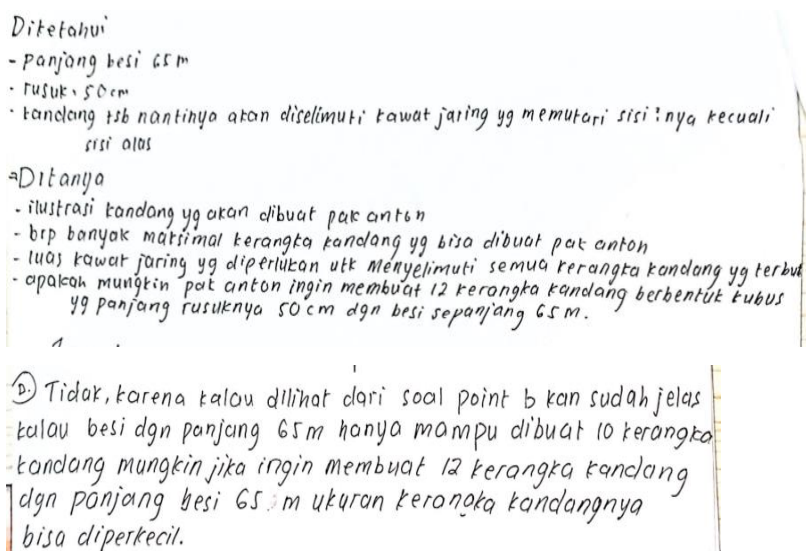 Diketahui
- Panjang besi 65 m
- rusuk : 50 cm
- kandang tsb nantinya akan diselimuti kawat jaring yg memutari sisi :nya kecuali
sisi alas
Ditanya
- ilustrasi kandang yg akan dibuat pak anton
- brp banyak maksimal kerangka kandang yg bisa dibuat pak anton
- luas kawat jaring yg diperlukan utk menyelimuti semua kerangka kandang yg terbut
- apakah mungkin pak anton ingin membuat 12 kerangka kandang berbentuk kubus
yg panjang rusuknya 50 cm dgn besi sepanjang 65 m.
D. Tidak, karena kalau dilihat dari soal point b kan sudah jelas
kalau besi dgn panjang 65 m hanya mampu dibuat 10 kerangka
kandang mungkin jika ingin membuat 12 kerangka kandang
dgn panjang besi 65 m ukuran kerangka kandangnya
bisa diperkecil.